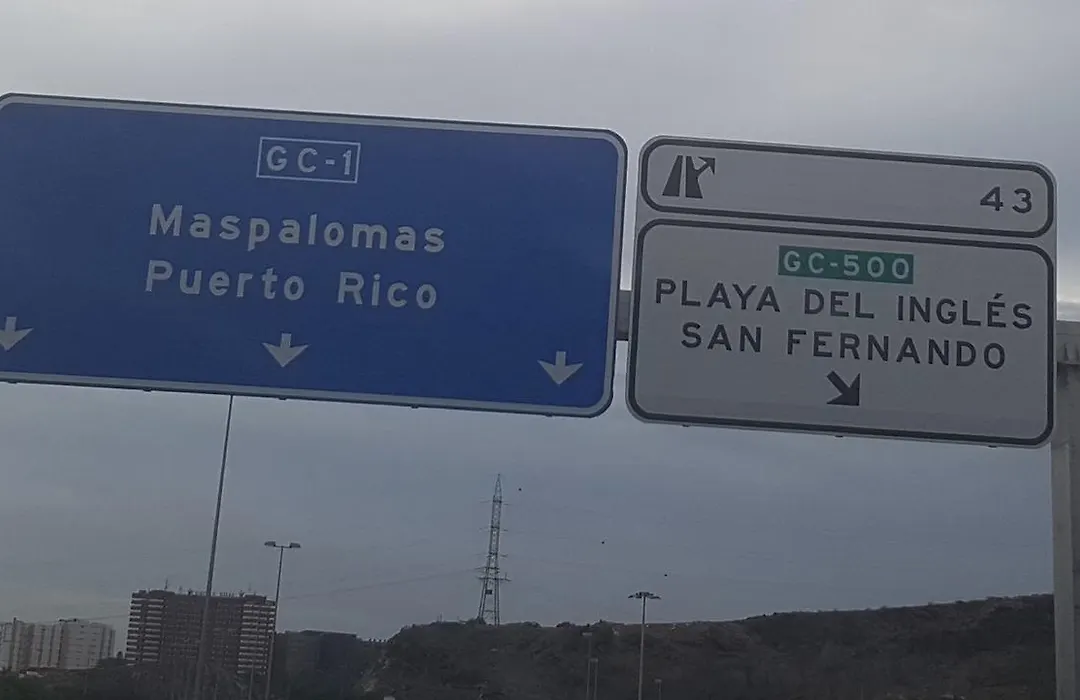 GC-1
Maspalomas
Puerto Rico
43
GC-500
PLAYA DEL INGLÉS
SAN FERNANDO